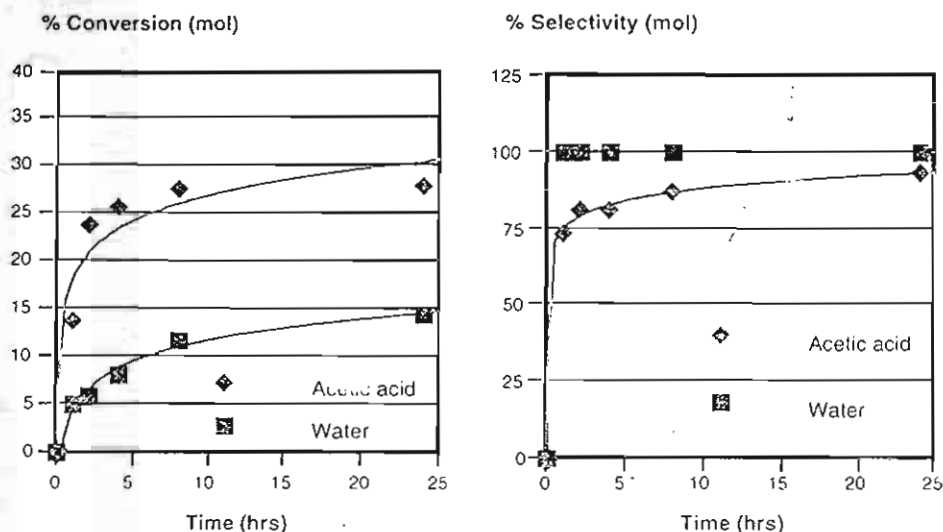 % Conversion (mol)
40
35
30
25
20
15
10
5
0
0 5 10 15 20 25
Acetic acid
Water
Time (hrs)
% Selectivity (mol)
125
100
75
50
25
0
0 5 10 15 20 25
Acetic acid
Water
Time (hrs)